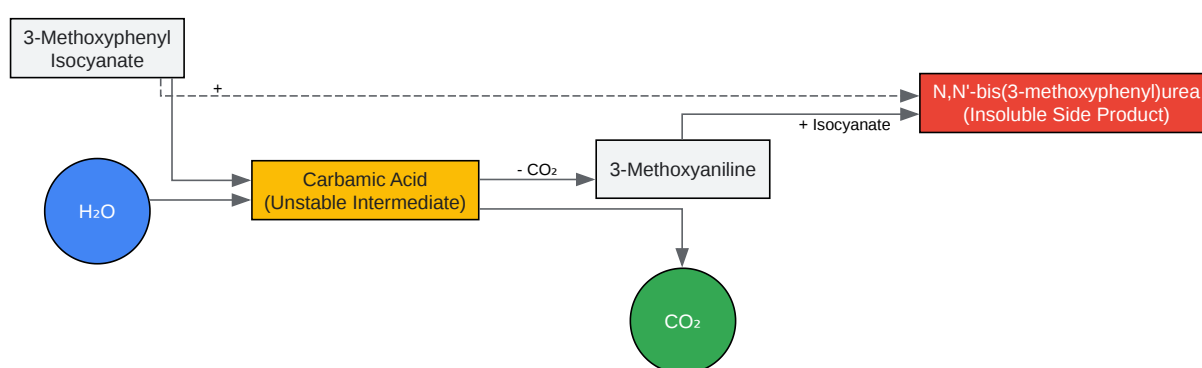 3-Methoxyphenyl
Isocyanate
+
N,N'-bis(3-methoxyphenyl)urea
(Insoluble Side Product)
+ Isocyanate
H₂O
Carbamic Acid
(Unstable Intermediate)
- CO₂
3-Methoxyaniline
CO₂